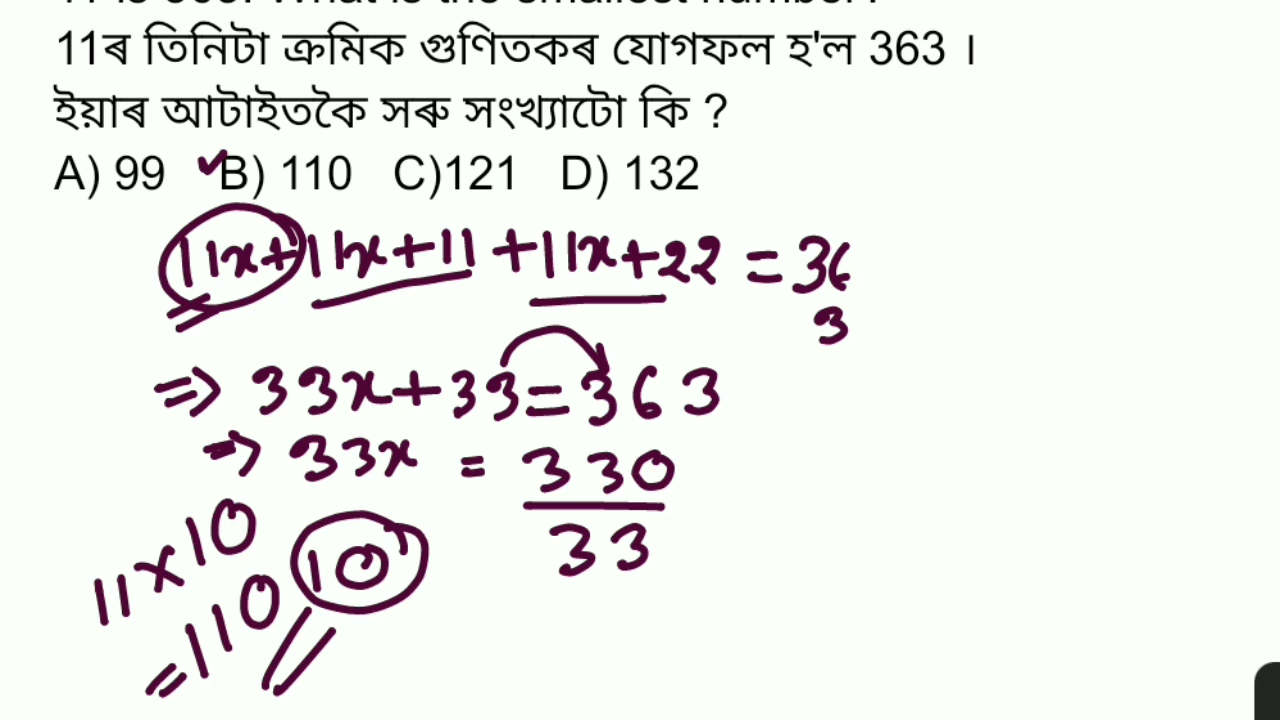 11ৰ তিনিটা ক্ৰমিক গুণিতকৰ যোগফল হ'ল 363 ।
ইয়াৰ আটাইতকৈ সৰু সংখ্যাটো কি ?
A) 99 ✓B) 110 C)121 D) 132
11x+11x+11+11x+22=363
⇒ 33x+33=363
⇒ 33x = 330
33
11×10
10
=110